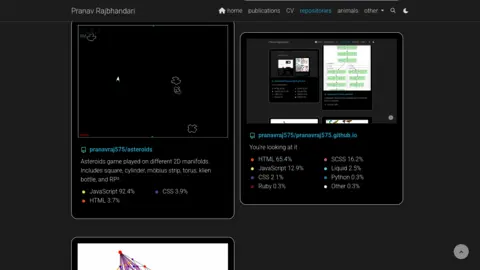 Pranav Rajbhandari
home publications CV repositories animals other
pranavraj575/asteroids
Asteroids game played on different 2D manifolds.
Includes square, cylinder, möbius strip, torus, klein
bottle, and RP²
JavaScript 92.4% CSS 3.9%
HTML 3.7%
pranavraj575/pranavraj575.github.io
You're looking at it
HTML 65.4% SCSS 16.2%
JavaScript 12.9% Liquid 2.5%
CSS 2.1% Python 0.3%
Ruby 0.3% Other 0.3%